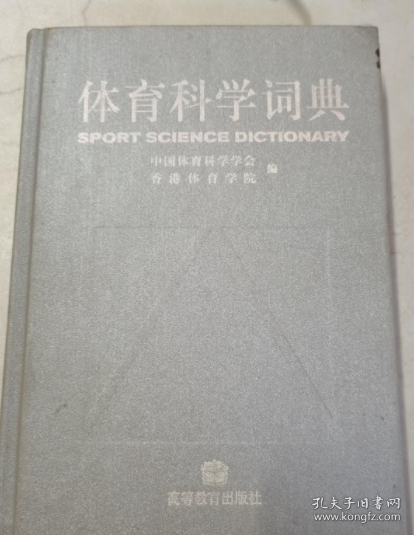 体育科学词典
SPORT SCIENCE DICTIONARY
中国体育科学学会
香港体育学院
编
高等教育出版社
孔夫子旧书网
www.kongfz.com